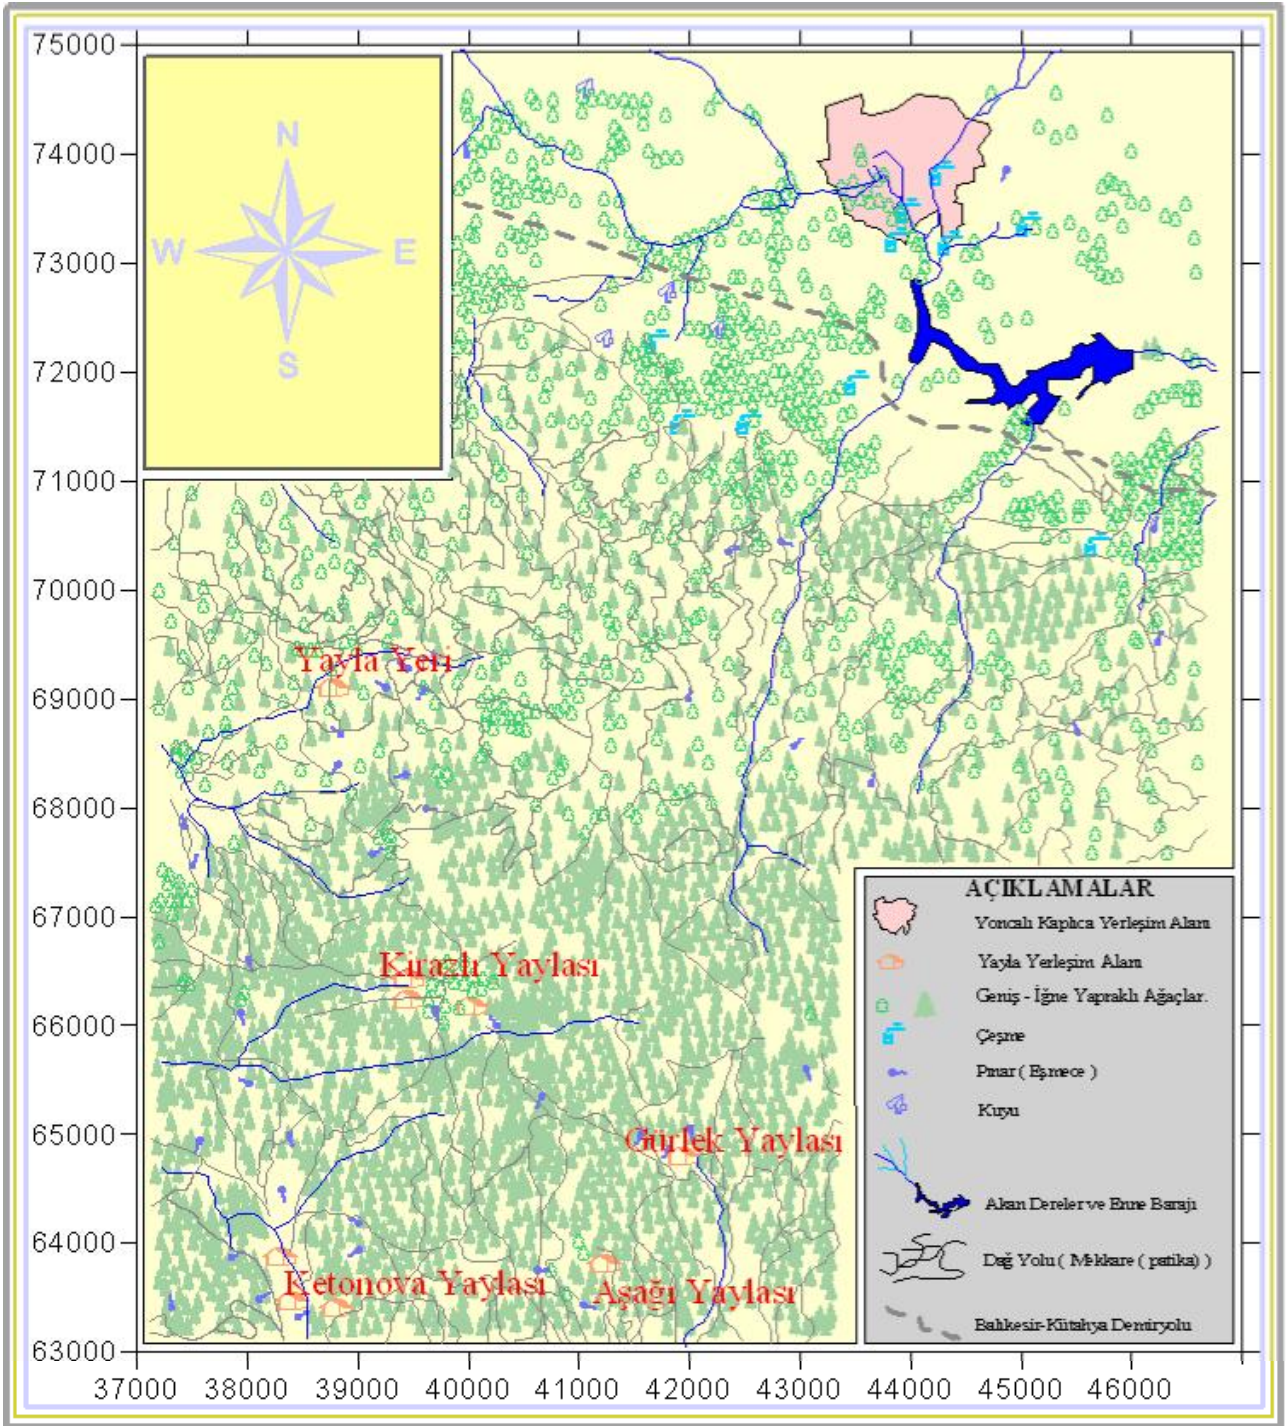 75000
74000
73000
72000
71000
70000
69000
68000
67000
66000
65000
64000
63000
N
W E
S
Yayla Yeri
Kırazlı Yaylası
Gürlek Yaylası
Ketonova Yaylası
Aşağı Yaylası
AÇIKLAMALAR
Yoncalı Kaplıca Yerleşim Alanı
Yayla Yerleşim Alanı
Geniş - İğne Yapraklı Ağaçlar.
Çeşme
Pınar ( Eşmece )
Kuyu
Akan Dereler ve Enne Barajı
Dağ Yolu ( Mekkare ( patika) )
Balıkesir-Kütahya Demiryolu
37000 38000 39000 40000 41000 42000 43000 44000 45000 46000